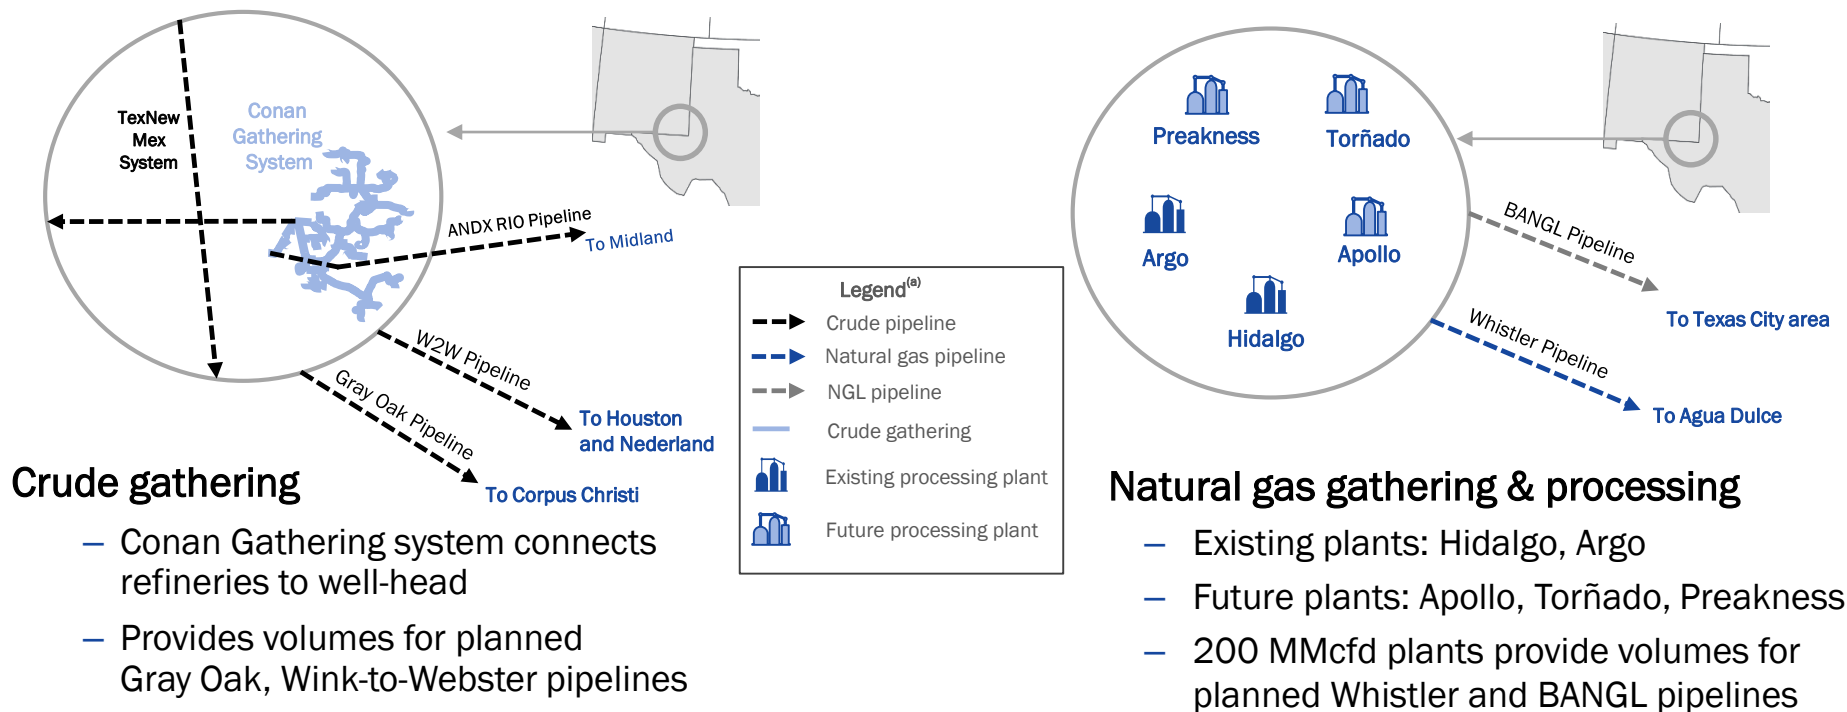 TexNew
Mex
System
Conan
Gathering
System
ANDX RIO Pipeline
To Midland
W2W Pipeline
To Houston
and Nederland
Gray Oak Pipeline
To Corpus Christi
Legend(a)
Crude pipeline
Natural gas pipeline
NGL pipeline
Crude gathering
Existing processing plant
Future processing plant
Preakness
Torñado
Argo
Apollo
Hidalgo
BANGL Pipeline
To Texas City area
Whistler Pipeline
To Agua Dulce
Crude gathering
– Conan Gathering system connects
refineries to well-head
– Provides volumes for planned
Gray Oak, Wink-to-Webster pipelines
Natural gas gathering & processing
– Existing plants: Hidalgo, Argo
– Future plants: Apollo, Torñado, Preakness
– 200 MMcfd plants provide volumes for
planned Whistler and BANGL pipelines